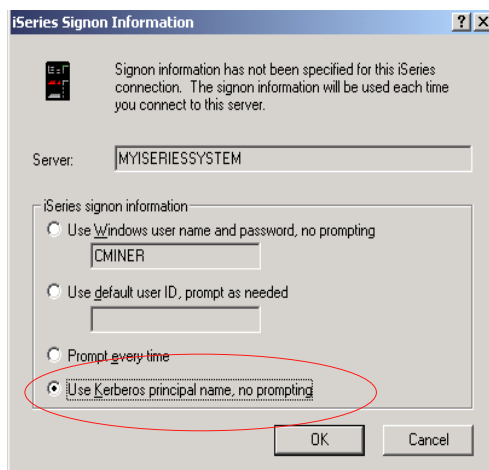 iSeries Signon Information
Signon information has not been specified for this iSeries
connection. The signon information will be used each time
you connect to this server.
Server: MYISERIESSYSTEM
iSeries signon information
Use Windows user name and password, no prompting
CMINER
Use default user ID, prompt as needed
Prompt every time
Use Kerberos principal name, no prompting
OK Cancel